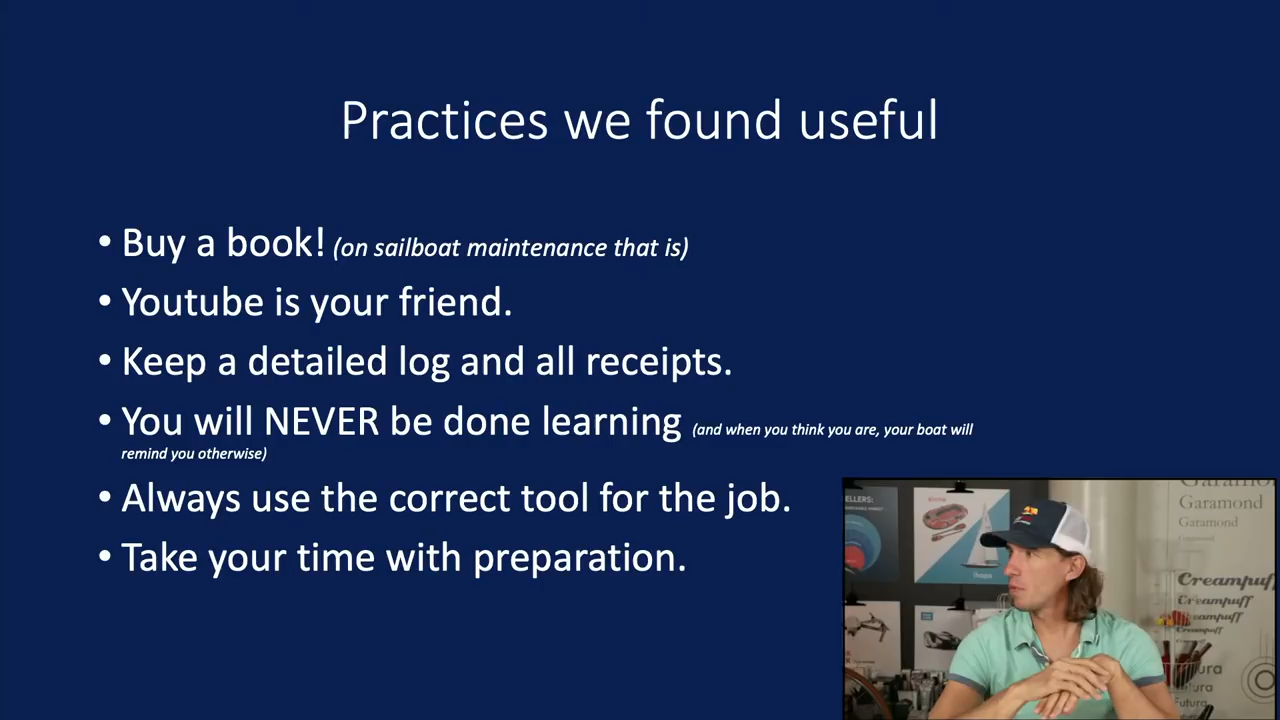 Practices we found useful
• Buy a book! (on sailboat maintenance that is)
• Youtube is your friend.
• Keep a detailed log and all receipts.
• You will NEVER be done learning (and when you think you are, your boat will
remind you otherwise)
• Always use the correct tool for the job.
• Take your time with preparation.
ELLERS:
Garamond
Garamond
Garamond
Creampuff
Creampuff
Creampuff
Creampuff
Futura
Futura